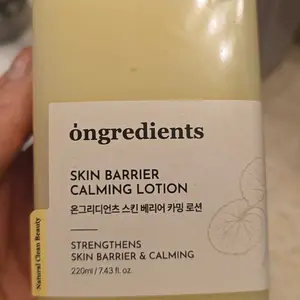 ongredients
SKIN BARRIER
CALMING LOTION
온그리디언츠 스킨 베리어 카밍 로션
STRENGTHENS
SKIN BARRIER & CALMING
220ml / 7.43 fl. oz.
Natural Clean Beauty